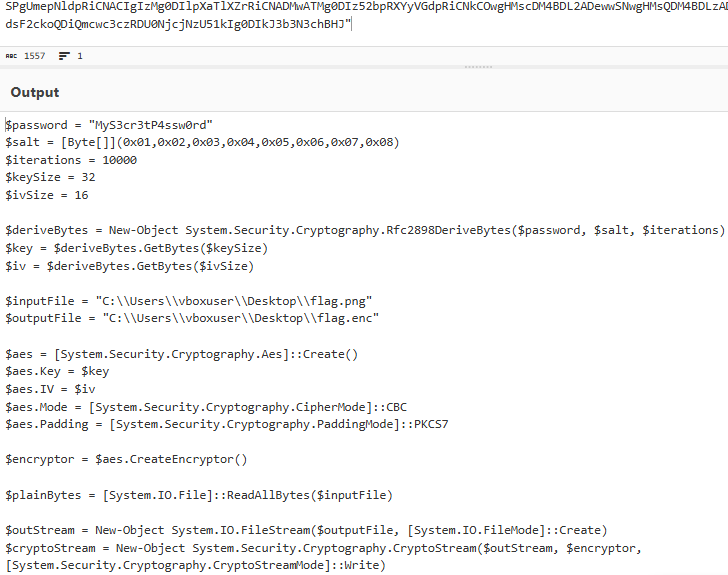 dsF2ckoQDiQmcwc3czRDU0NjcjNzU51kIg0DIkJ3b3N3chBHJ"
ABC 1557 1
Output
$password = "MyS3cr3tP4ssw0rd"
$salt = [Byte[]](0x01,0x02,0x03,0x04,0x05,0x06,0x07,0x08)
$iterations = 10000
$keySize = 32
$ivSize = 16
$deriveBytes = New-Object System.Security.Cryptography.Rfc2898DeriveBytes($password, $salt, $iterations)
$key = $deriveBytes.GetBytes($keySize)
$iv = $deriveBytes.GetBytes($ivSize)
$inputFile = "C:\\Users\\vboxuser\\Desktop\\flag.png"
$outputFile = "C:\\Users\\vboxuser\\Desktop\\flag.enc"
$aes = [System.Security.Cryptography.Aes]::Create()
$aes.Key = $key
$aes.IV = $iv
$aes.Mode = [System.Security.Cryptography.CipherMode]::CBC
$aes.Padding = [System.Security.Cryptography.PaddingMode]::PKCS7
$encryptor = $aes.CreateEncryptor()
$plainBytes = [System.IO.File]::ReadAllBytes($inputFile)
$outStream = New-Object System.IO.FileStream($outputFile, [System.IO.FileMode]::Create)
$cryptoStream = New-Object System.Security.Cryptography.CryptoStream($outStream, $encryptor,
[System.Security.Cryptography.CryptoStreamMode]::Write)